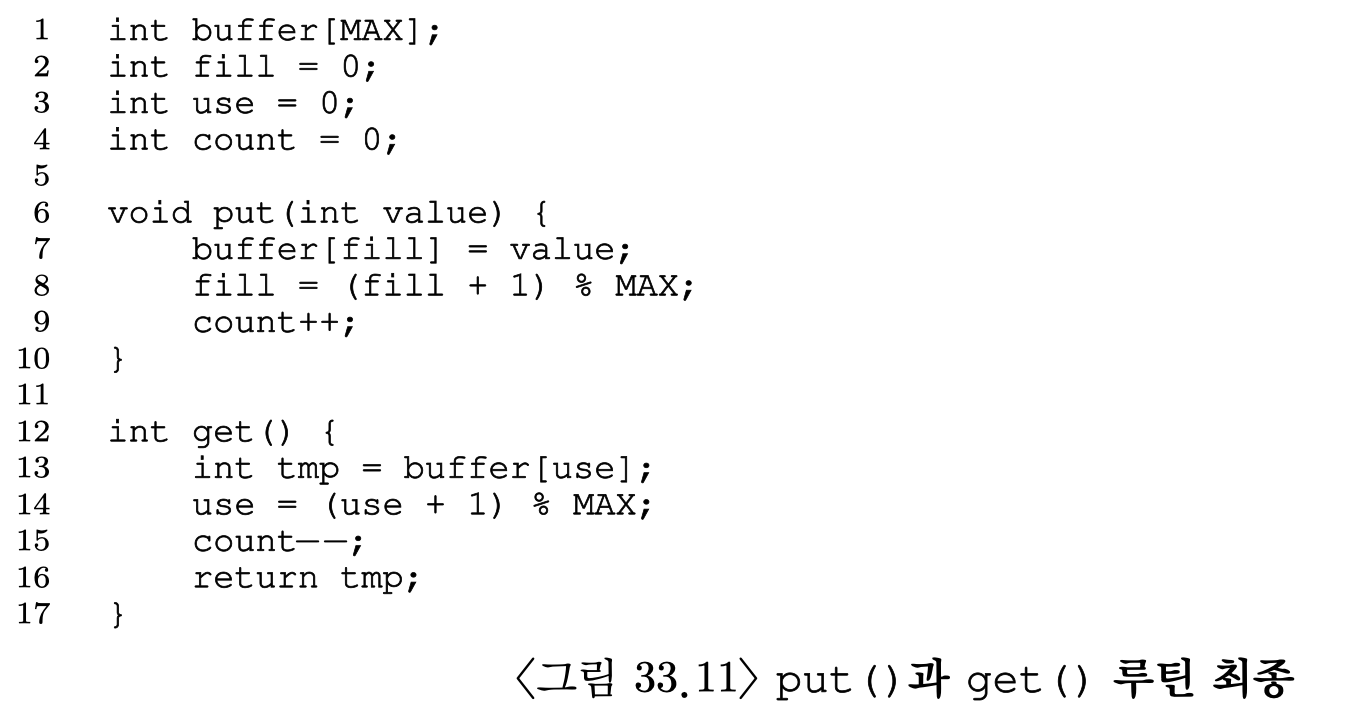 1 int buffer[MAX];
2 int fill = 0;
3 int use = 0;
4 int count = 0;
5
6 void put(int value) {
7 buffer[fill] = value;
8 fill = (fill + 1) % MAX;
9 count++;
10 }
11
12 int get() {
13 int tmp = buffer[use];
14 use = (use + 1) % MAX;
15 count--;
16 return tmp;
17 }
〈그림 33.11〉 put()과 get() 루틴 최종